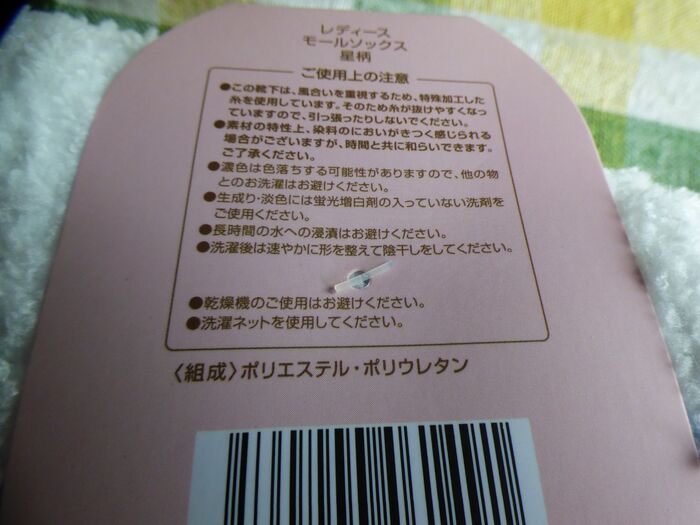 レディース
モールソックス
星柄
ご使用上の注意
●この靴下は、風合いを重視するため、特殊加工した
糸を使用しています。そのため糸が抜けやすくなっ
ていますので、引っ張ったりしないでください。
●素材の特性上、染料のにおいがきつく感じられる
場合がございますが、時間と共に和らいできます。
ご了承ください。
●濃色は色落ちする可能性がありますので、他の物
とのお洗濯はお避けください。
●生成り・淡色には蛍光増白剤の入っていない洗剤を
ご使用ください。
●長時間の水への浸漬はお避けください。
●洗濯後は速やかに形を整えて陰干しをしてください。
●乾燥機のご使用はお避けください。
●洗濯ネットを使用してください。
〈組成〉ポリエステル・ポリウレタン